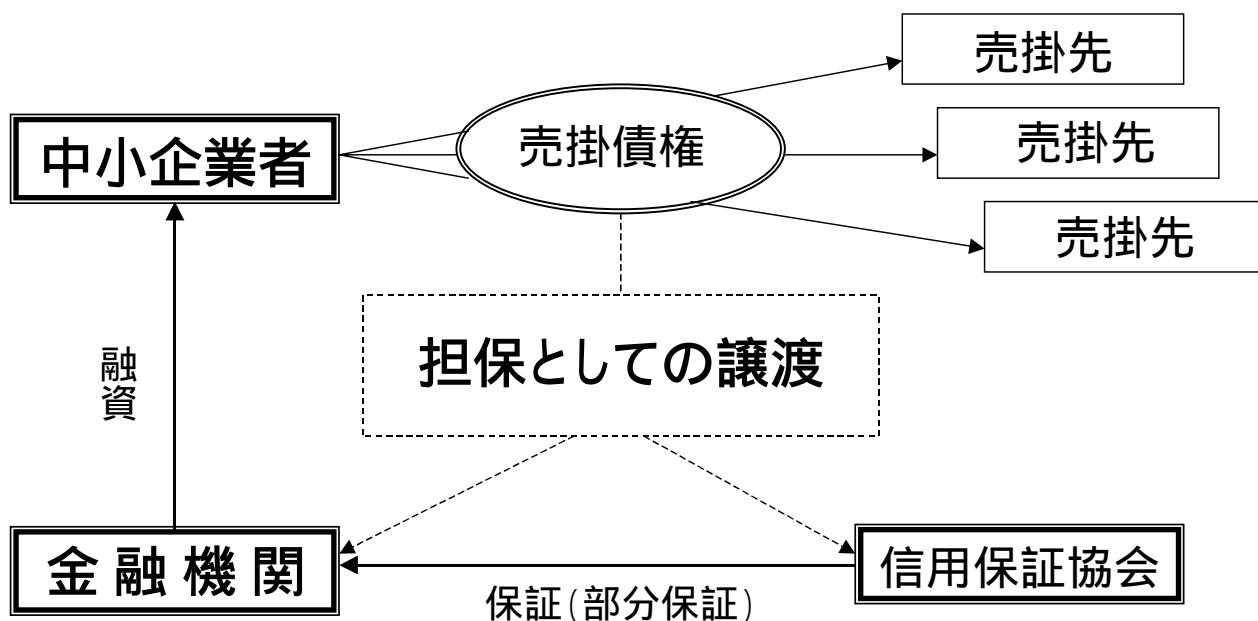 売掛先
中小企業者
売掛債権
売掛先
売掛先
担保としての譲渡
融資
金融機関
信用保証協会
保証(部分保証)